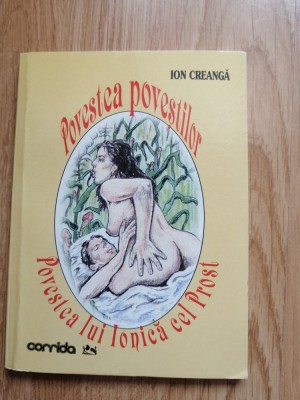 ION CREANGĂ
Povestea poveştilor
Povestea lui Ionică cel Prost
corrida